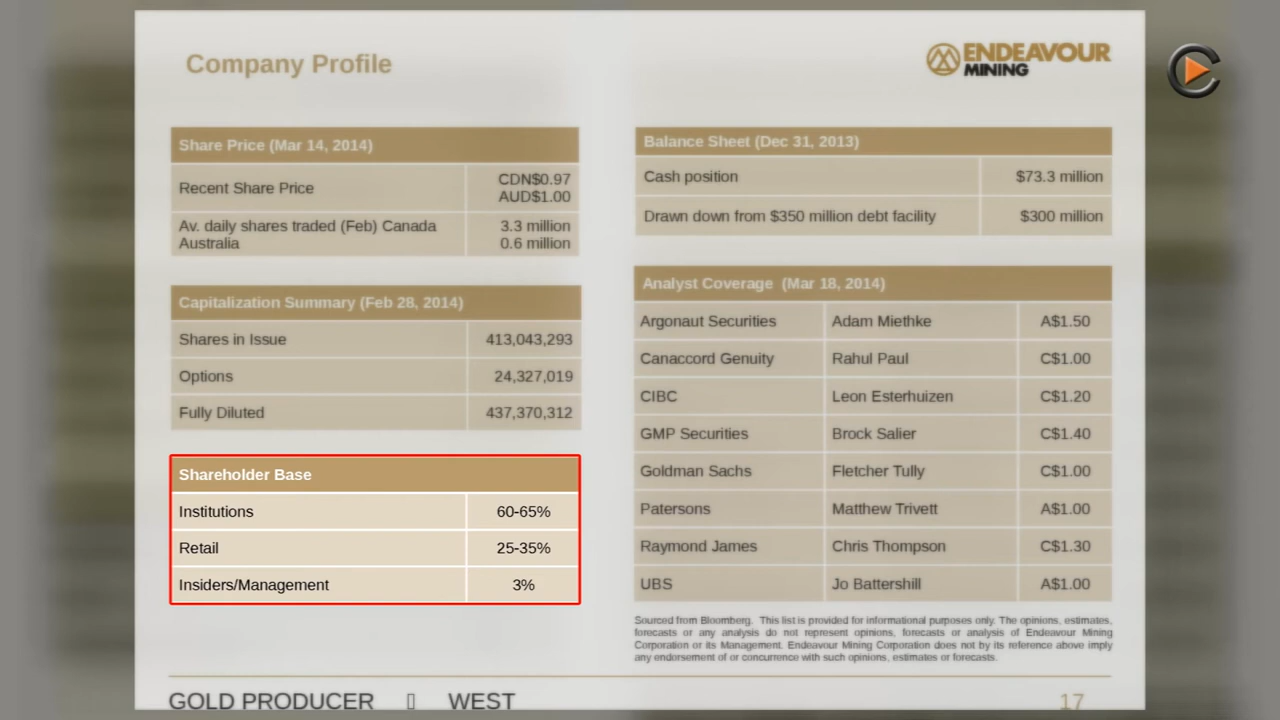 Company Profile
ENDEAVOUR
MINING
Share Price (Mar 14, 2014)
Recent Share Price CDN$0.97
AUD$1.00
Av. daily shares traded (Feb) Canada 3.3 million
Australia 0.6 million
Capitalization Summary (Feb 28, 2014)
Shares in Issue 413,043,293
Options 24,327,019
Fully Diluted 437,370,312
Shareholder Base
Institutions 60-65%
Retail 25-35%
Insiders/Management 3%
Balance Sheet (Dec 31, 2013)
Cash position $73.3 million
Drawn down from $350 million debt facility $300 million
Analyst Coverage (Mar 18, 2014)
Argonaut Securities Adam Miethke A$1.50
Canaccord Genuity Rahul Paul C$1.00
CIBC Leon Esterhuizen C$1.20
GMP Securities Brock Salier C$1.40
Goldman Sachs Fletcher Tully C$1.00
Patersons Matthew Trivett A$1.00
Raymond James Chris Thompson C$1.30
UBS Jo Battershill A$1.00
Sourced from Bloomberg. This list is provided for informational purposes only. The opinions, estimates,
forecasts or any analysis do not represent opinions, forecasts or analysis of Endeavour Mining
Corporation or its Management. Endeavour Mining Corporation does not by its reference above imply
any endorsement of or concurrence with such opinions, estimates or forecasts.
GOLD PRODUCER ▯ WEST 17